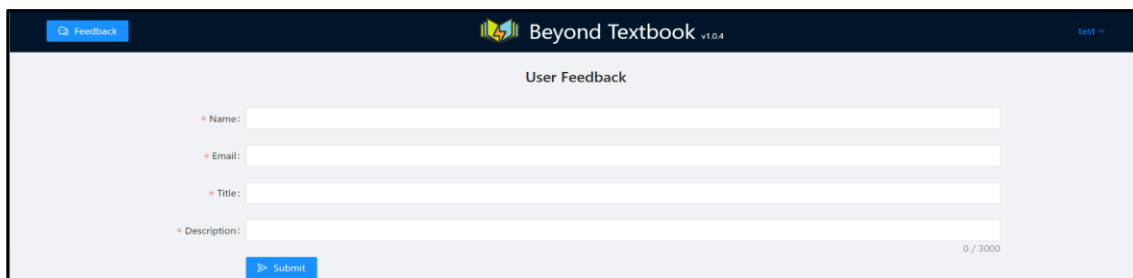 Feedback
Beyond Textbook v1.0.4
test
User Feedback
* Name:
* Email:
* Title:
* Description:
0 / 3000
Submit